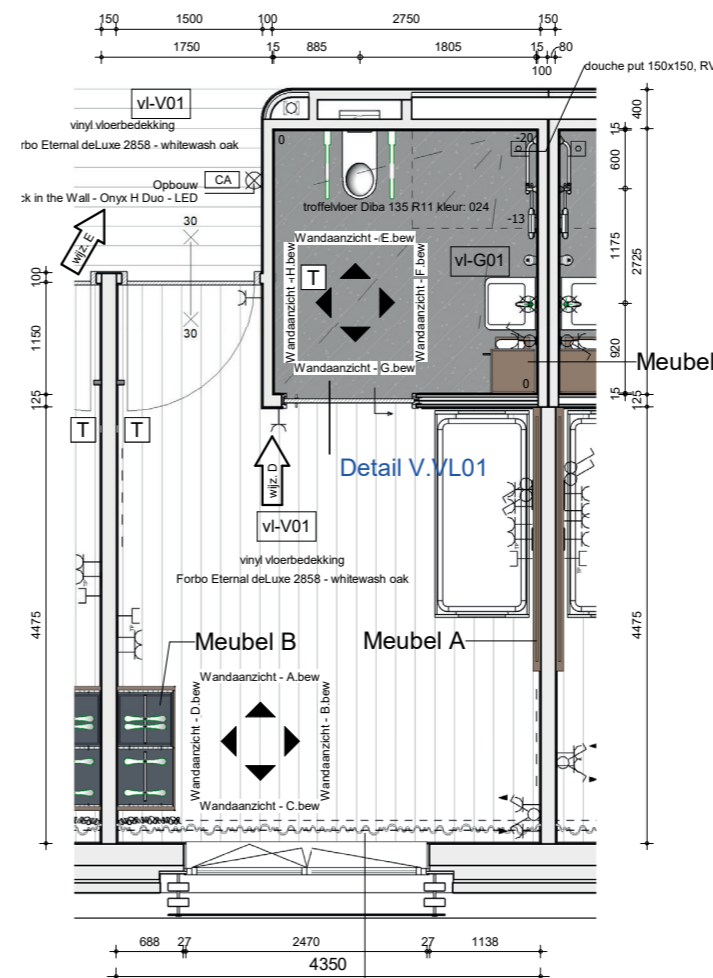 150 1500 100 2750 150
1750 15 885 1805 15 80
100
douche put 150x150, RV
vl-V01
vinyl vloerbedekking
rbo Eternal deLuxe 2858 - whitewash oak
Opbouw CA
ck in the Wall - Onyx H Duo - LED
wijz. E
30
30
0
-20
troffelvloer Diba 135 R11 kleur: 024
-13
Wandaanzicht - E.bew
Wandaanzicht - H.bew
T
Wandaanzicht - F.bew
vl-G01
Wandaanzicht - G.bew
0
Meubel
400
15
600
1175
2725
920
15
125
4475
100
1150
125
4475
T
T
wijz. D
Detail V.VL01
vl-V01
vinyl vloerbedekking
Forbo Eternal deLuxe 2858 - whitewash oak
Meubel B
Meubel A
Wandaanzicht - A.bew
Wandaanzicht - D.bew
Wandaanzicht - B.bew
Wandaanzicht - C.bew
688 27 2470 27 1138
4350